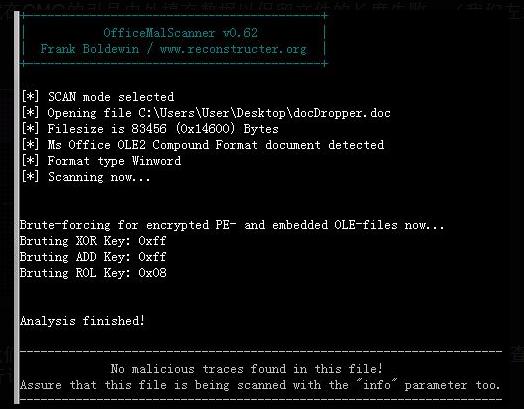 OfficeMalScanner v0.62
Frank Boldewin / www.reconstructer.org
[*] SCAN mode selected
[*] Opening file C:\Users\User\Desktop\docDropper.doc
[*] Filesize is 83456 (0x14600) Bytes
[*] Ms Office OLE2 Compound Format document detected
[*] Format type Winword
[*] Scanning now...
Brute-forcing for encrypted PE- and embedded OLE-files now...
Bruting XOR Key: 0xff
Bruting ADD Key: 0xff
Bruting ROL Key: 0x08
Analysis finished!
No malicious traces found in this file!
Assure that this file is being scanned with the "info" parameter too.